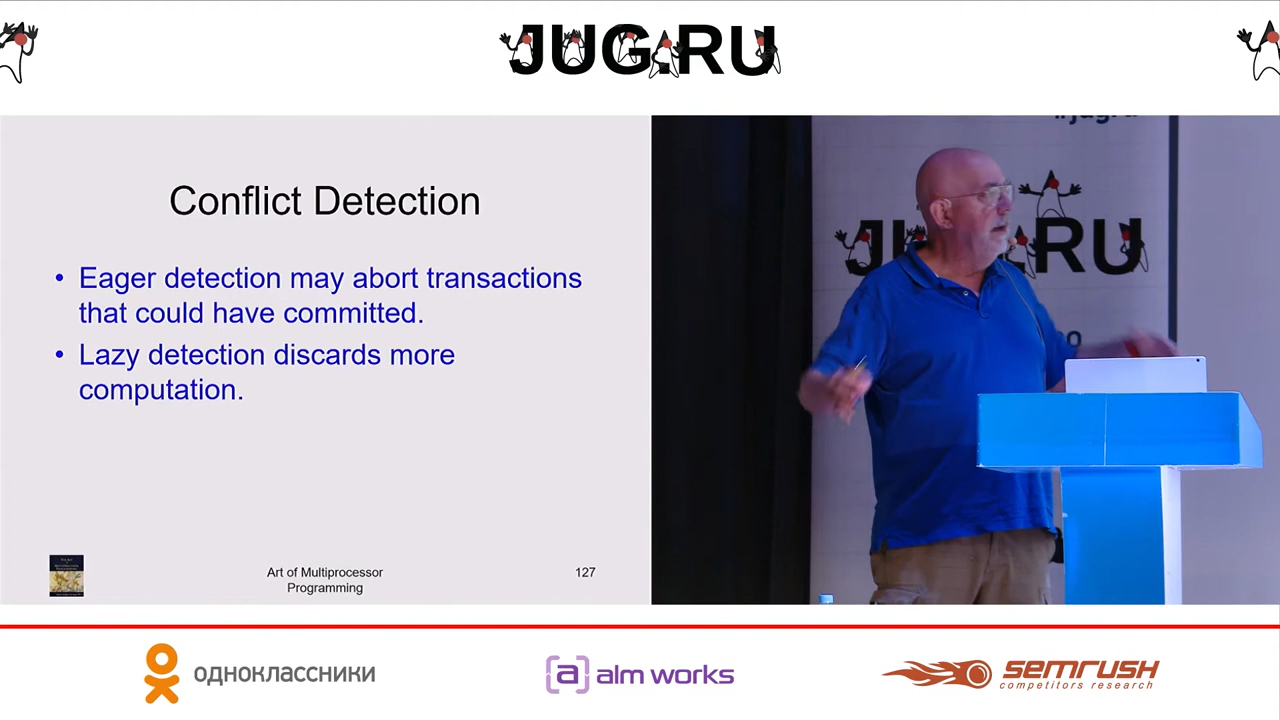 JUG.RU
Conflict Detection
• Eager detection may abort transactions
that could have committed.
• Lazy detection discards more
computation.
Art of Multiprocessor
Programming
127
JUG.RU
одноклассники
[a] alm works
semrush
competitors research